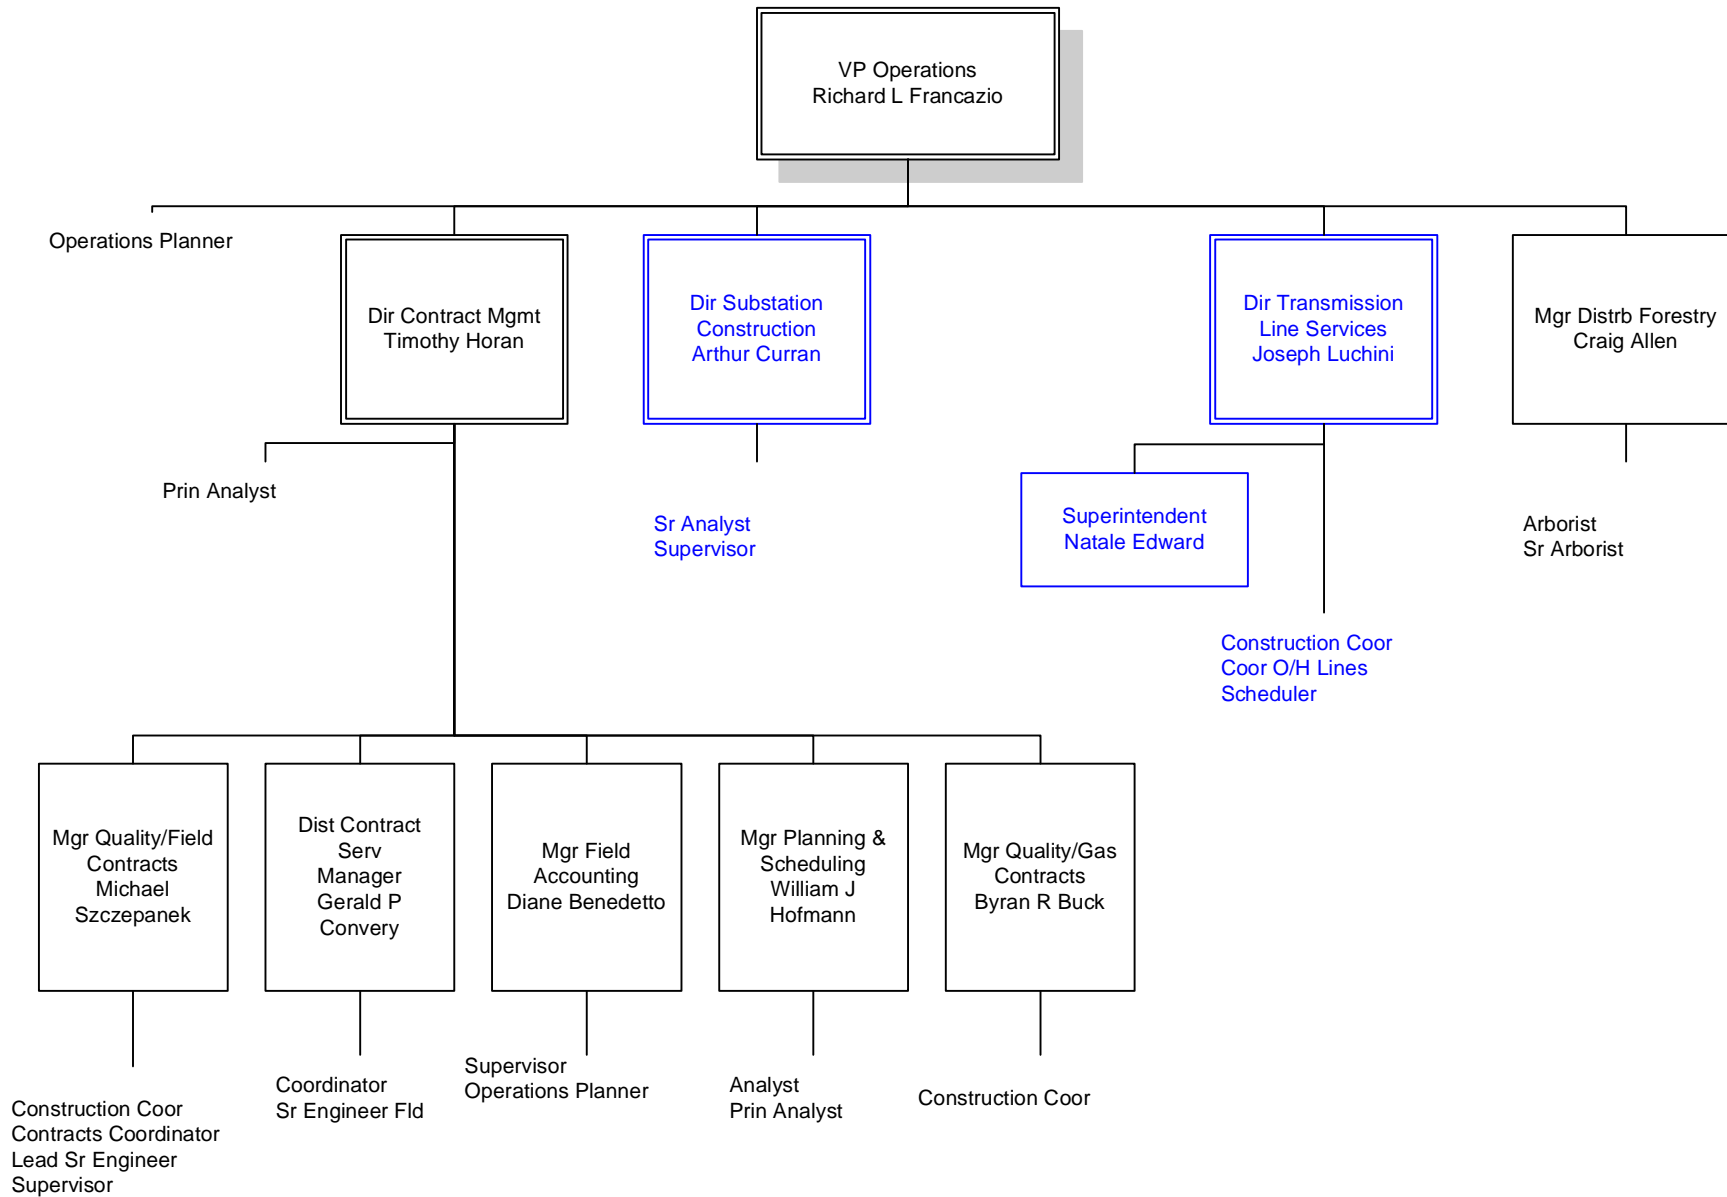 VP Operations
Richard L Francazio
Operations Planner
Dir Contract Mgmt
Timothy Horan
Dir Substation
Construction
Arthur Curran
Dir Transmission
Line Services
Joseph Luchini
Mgr Distrb Forestry
Craig Allen
Prin Analyst
Sr Analyst
Supervisor
Superintendent
Natale Edward
Arborist
Sr Arborist
Construction Coor
Coor O/H Lines
Scheduler
Mgr Quality/Field
Contracts
Michael
Szczepanek
Dist Contract
Serv
Manager
Gerald P
Convery
Mgr Field
Accounting
Diane Benedetto
Mgr Planning &
Scheduling
William J
Hofmann
Mgr Quality/Gas
Contracts
Byran R Buck
Construction Coor
Contracts Coordinator
Lead Sr Engineer
Supervisor
Coordinator
Sr Engineer Fld
Supervisor
Operations Planner
Analyst
Prin Analyst
Construction Coor